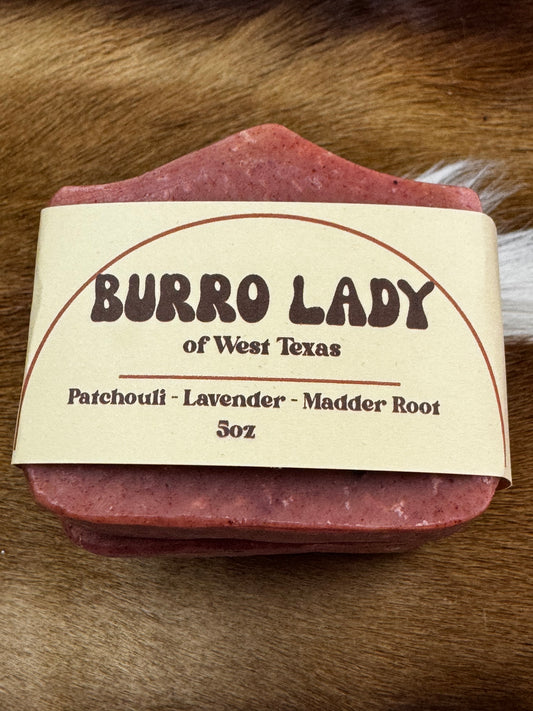 BURRO LADY
of West Texas
Patchouli - Lavender - Madder Root
5oz